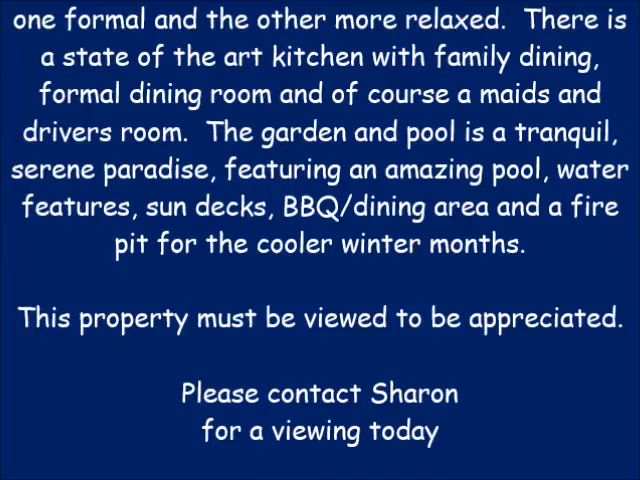 one formal and the other more relaxed. There is
a state of the art kitchen with family dining,
formal dining room and of course a maids and
drivers room. The garden and pool is a tranquil,
serene paradise, featuring an amazing pool, water
features, sun decks, BBQ/dining area and a fire
pit for the cooler winter months.
This property must be viewed to be appreciated.
Please contact Sharon
for a viewing today